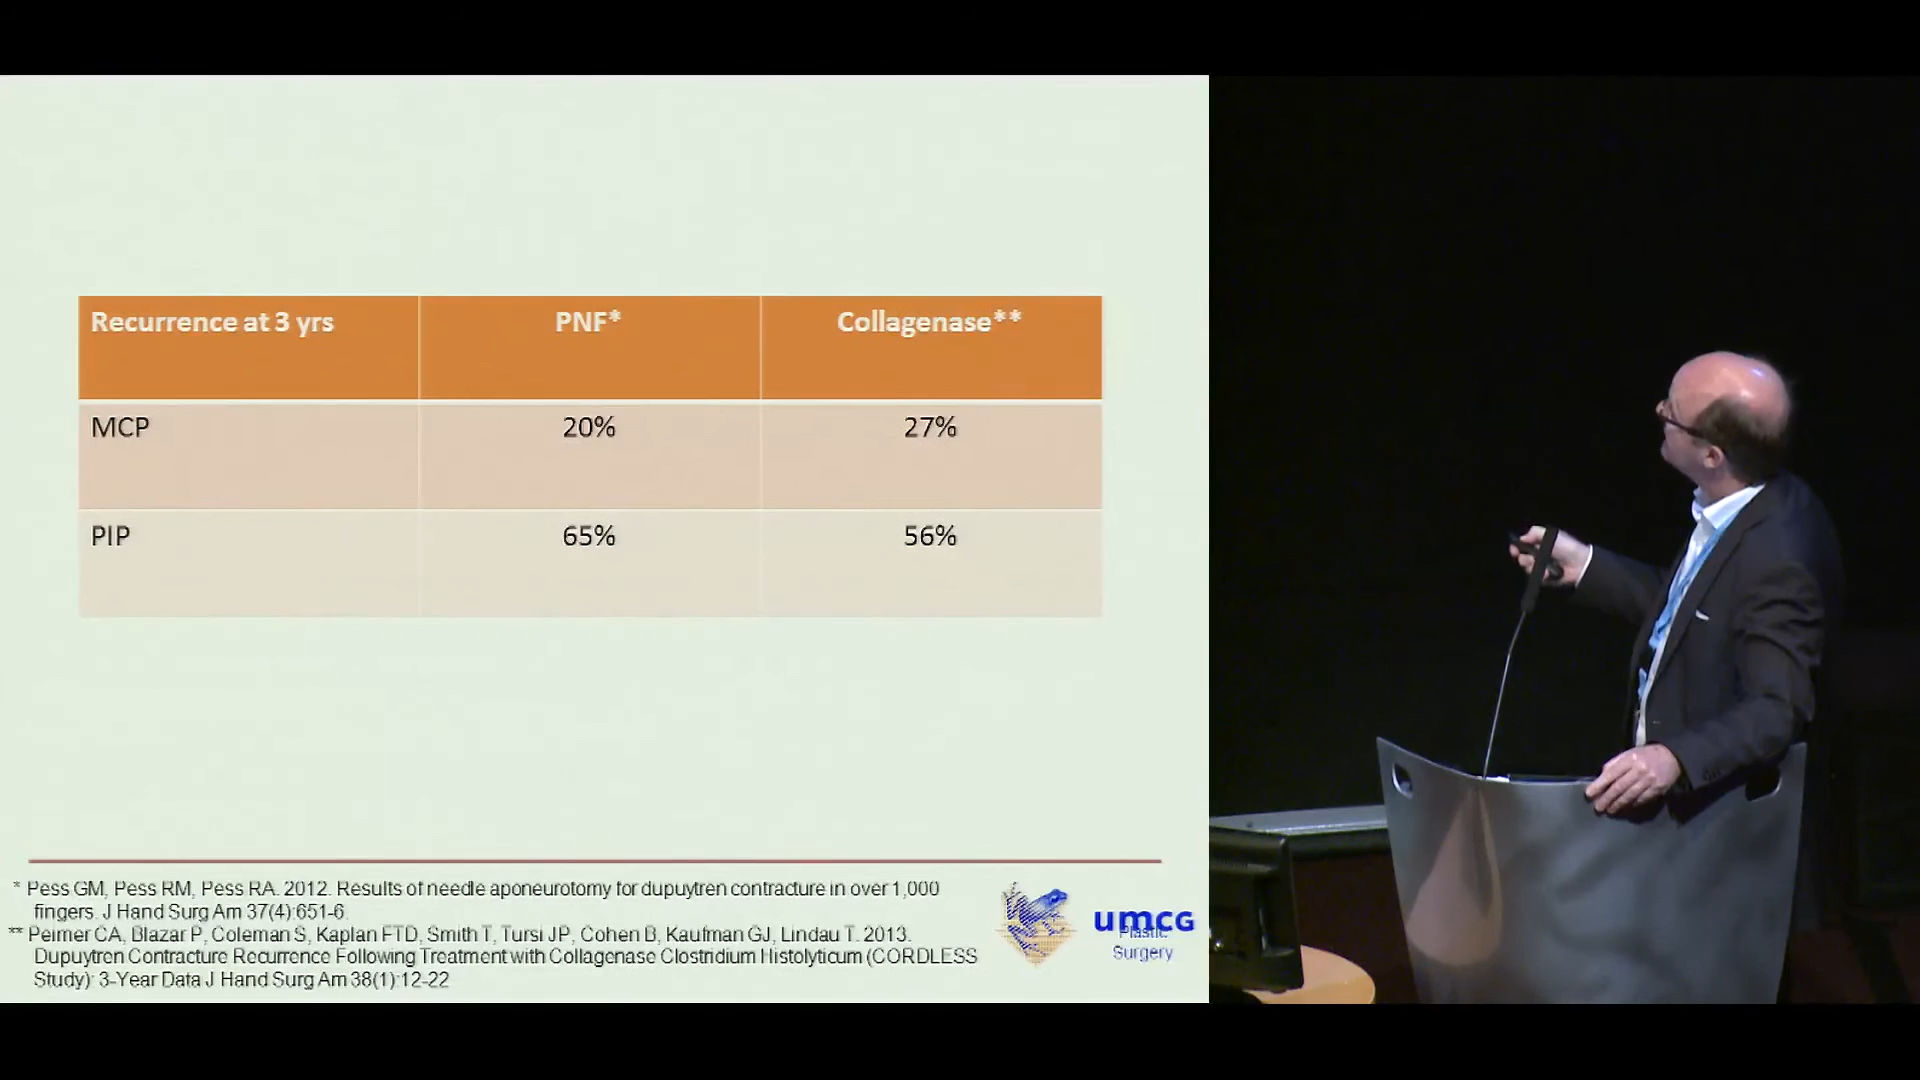 Recurrence at 3 yrs PNF* Collagenase**
MCP 20% 27%
PIP 65% 56%
* Pess GM, Pess RM, Pess RA. 2012. Results of needle aponeurotomy for dupuytren contracture in over 1,000
fingers. J Hand Surg Am 37(4):651-6.
** Peimer CA, Blazar P, Coleman S, Kaplan FTD, Smith T, Tursi JP, Cohen B, Kaufman GJ, Lindau T. 2013.
Dupuytren Contracture Recurrence Following Treatment with Collagenase Clostridium Histolyticum (CORDLESS
Study): 3-Year Data J Hand Surg Am 38(1):12-22
umcg
Plastic
Surgery